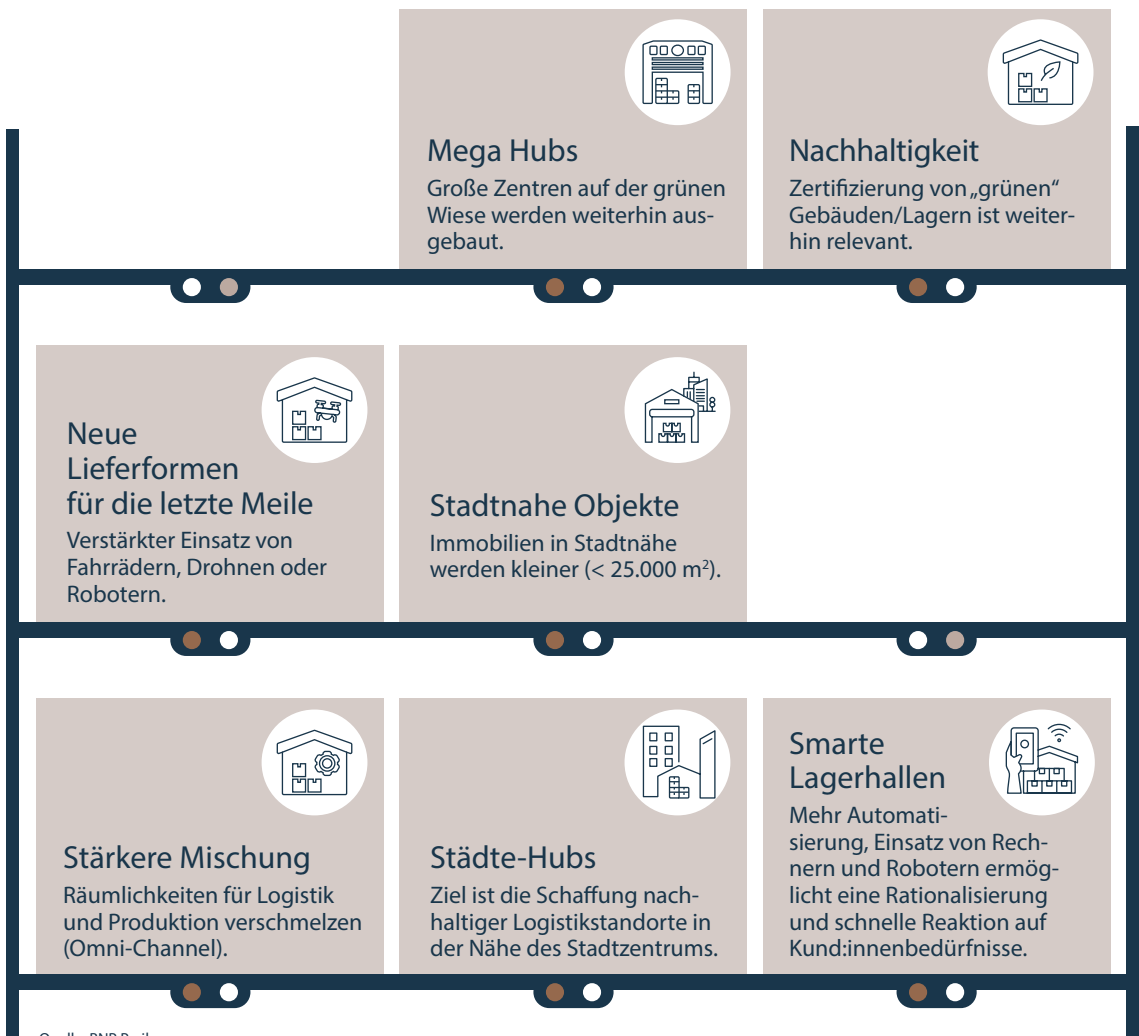 Mega Hubs
Große Zentren auf der grünen
Wiese werden weiterhin aus-
gebaut.
Nachhaltigkeit
Zertifizierung von „grünen“
Gebäuden/Lagern ist weiter-
hin relevant.
Neue
Lieferformen
für die letzte Meile
Verstärkter Einsatz von
Fahrrädern, Drohnen oder
Robotern.
Stadtnahe Objekte
Immobilien in Stadtnähe
werden kleiner (< 25.000 m²).
Stärkere Mischung
Räumlichkeiten für Logistik
und Produktion verschmelzen
(Omni-Channel).
Städte-Hubs
Ziel ist die Schaffung nach-
haltiger Logistikstandorte in
der Nähe des Stadtzentrums.
Smarte
Lagerhallen
Mehr Automati-
sierung, Einsatz von Rech-
nern und Robotern ermög-
licht eine Rationalisierung
und schnelle Reaktion auf
Kund:innenbedürfnisse.